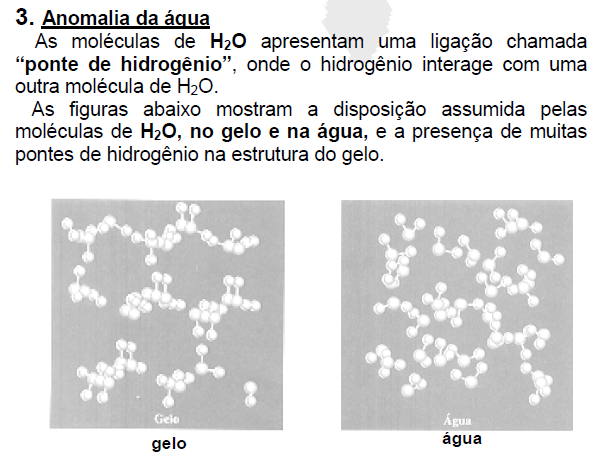 3. Anomalia da água
As moléculas de H₂O apresentam uma ligação chamada
“ponte de hidrogênio”, onde o hidrogênio interage com uma
outra molécula de H₂O.
As figuras abaixo mostram a disposição assumida pelas
moléculas de H₂O, no gelo e na água, e a presença de muitas
pontes de hidrogênio na estrutura do gelo.
Gelo
Água
gelo
água